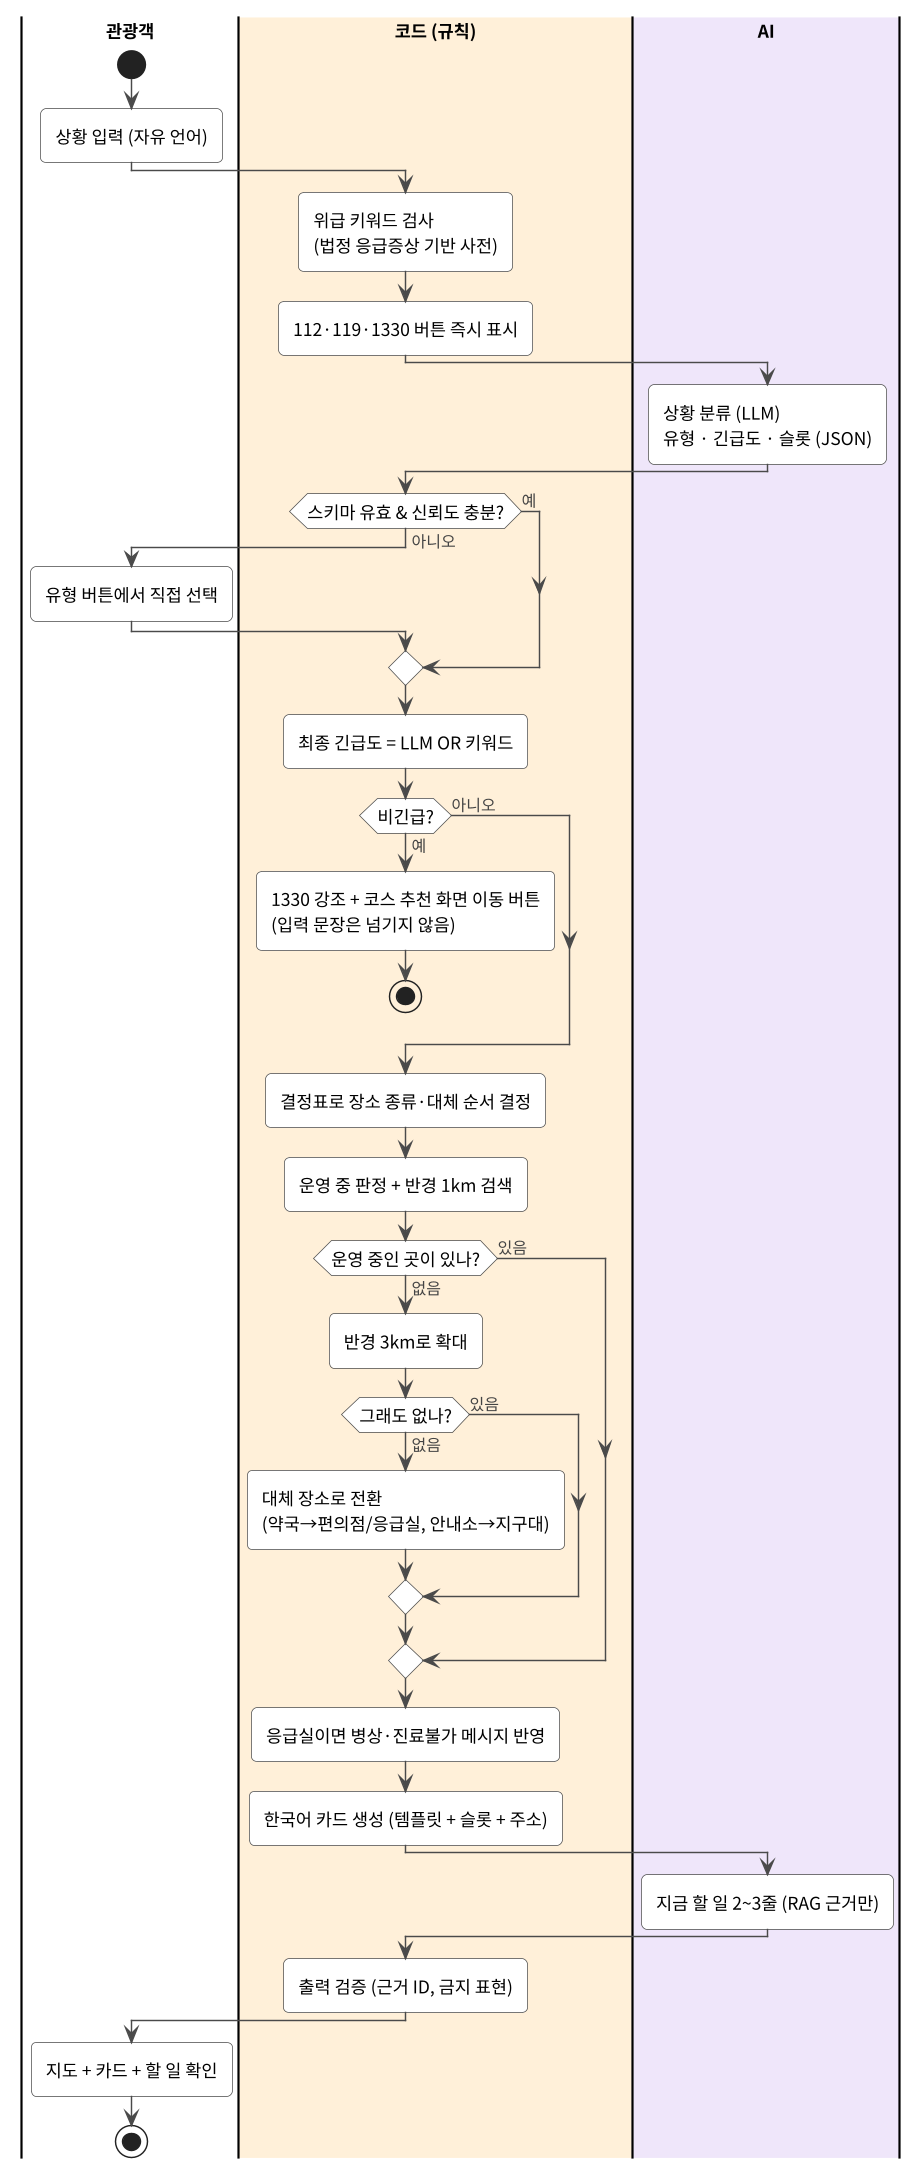 관광객
코드 (규칙)
AI
상황 입력 (자유 언어)
위급 키워드 검사
(법정 응급증상 기반 사전)
112·119·1330 버튼 즉시 표시
상황 분류 (LLM)
유형 · 긴급도 · 슬롯 (JSON)
스키마 유효 & 신뢰도 충분?
예
아니오
유형 버튼에서 직접 선택
최종 긴급도 = LLM OR 키워드
비긴급?
아니오
예
1330 강조 + 코스 추천 화면 이동 버튼
(입력 문장은 넘기지 않음)
결정표로 장소 종류·대체 순서 결정
운영 중 판정 + 반경 1km 검색
운영 중인 곳이 있나?
있음
없음
반경 3km로 확대
그래도 없나?
있음
없음
대체 장소로 전환
(약국→편의점/응급실, 안내소→지구대)
응급실이면 병상·진료불가 메시지 반영
한국어 카드 생성 (템플릿 + 슬롯 + 주소)
지금 할 일 2~3줄 (RAG 근거만)
출력 검증 (근거 ID, 금지 표현)
지도 + 카드 + 할 일 확인